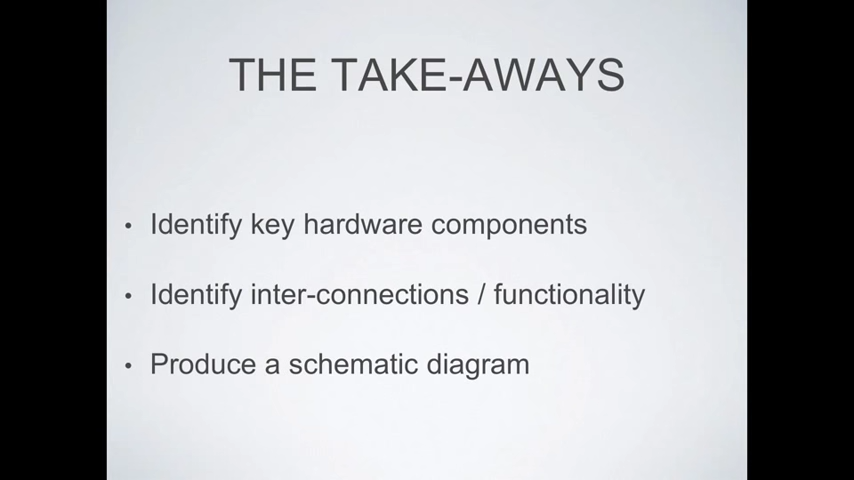 THE TAKE-AWAYS
• Identify key hardware components
• Identify inter-connections / functionality
• Produce a schematic diagram